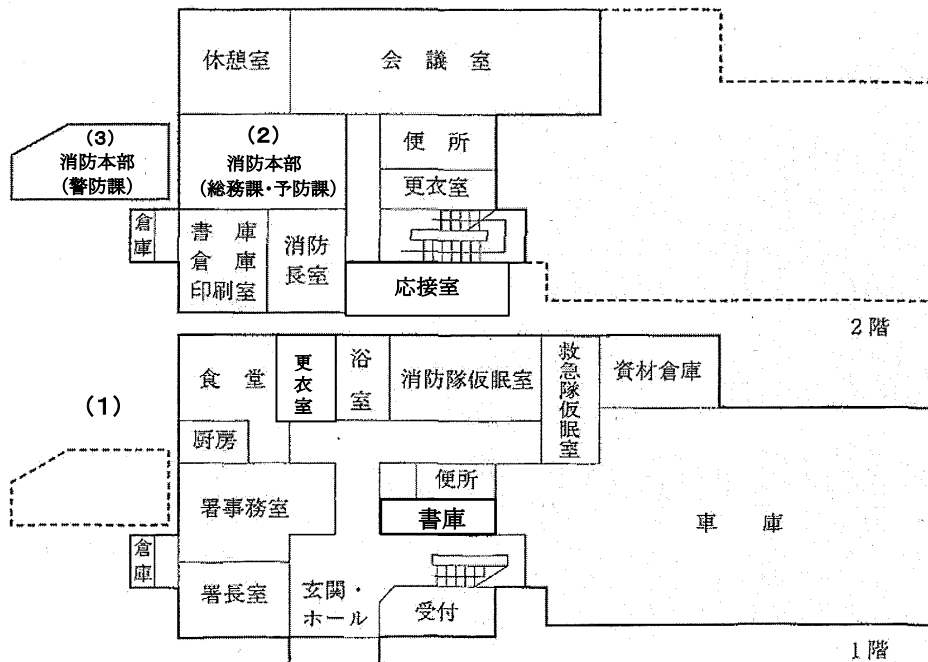 休憩室
会議室
(3)
消防本部
(警防課)
(2)
消防本部
(総務課・予防課)
便所
更衣室
倉庫
書庫
倉庫
印刷室
消防
長室
応接室
2階
(1)
食堂
更衣室
浴室
消防隊仮眠室
救急隊仮眠室
資材倉庫
厨房
署事務室
便所
書庫
車庫
倉庫
署長室
玄関・
ホール
受付
1階